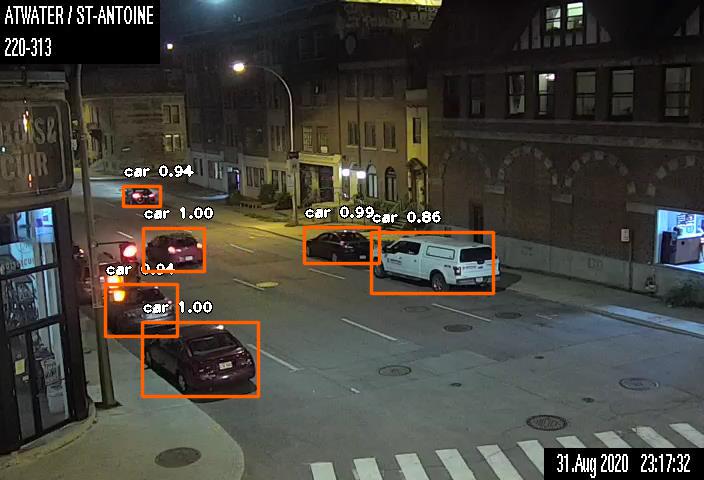 ATWATER / ST-ANTOINE
220-313
CUIR
car 0.94
car 1.00
car 0.99
car 0.86
car 0.94
car 1.00
31.Aug 2020 23:17:32